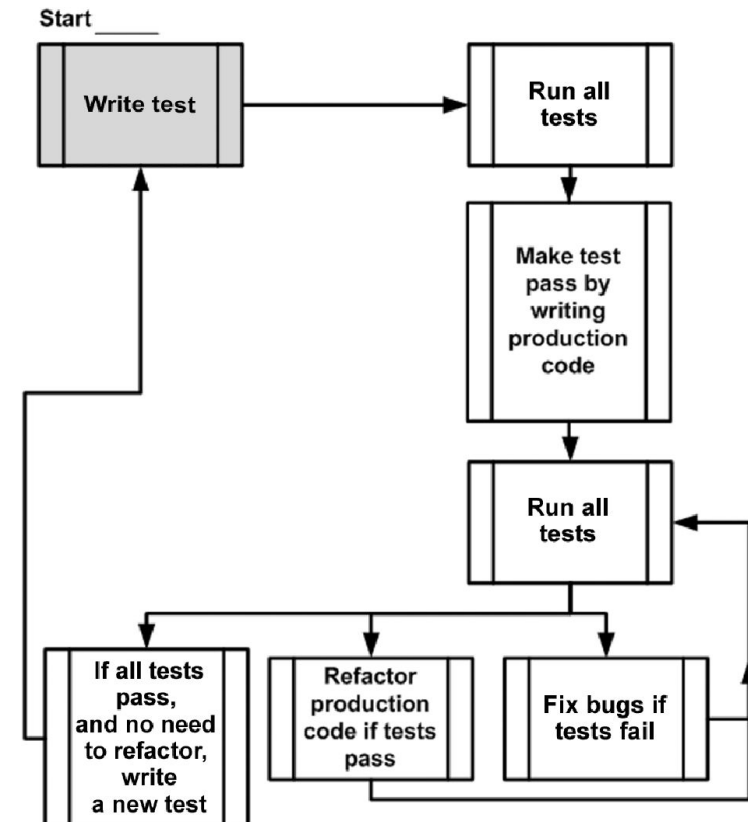 Start
Write test
Run all
tests
Make test
pass by
writing
production
code
Run all
tests
If all tests
pass,
and no need
to refactor,
write
a new test
Refactor
production
code if tests
pass
Fix bugs if
tests fail